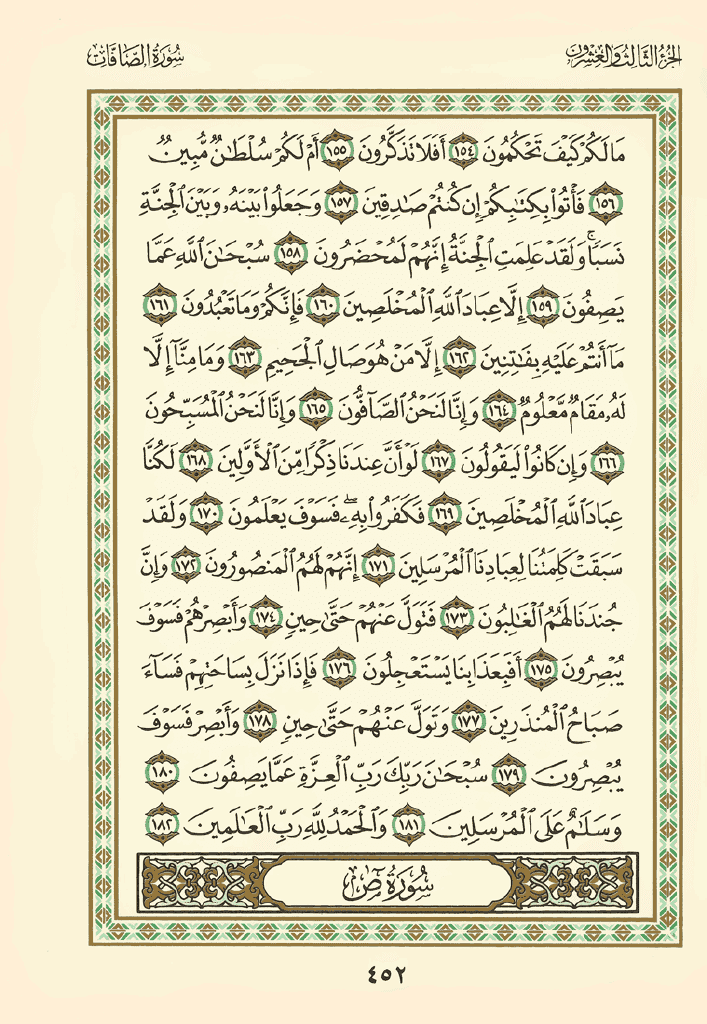 الجزء الثالث والعشرون
سورة الصافات
مَا لَكُمْ كَيْفَ تَحْكُمُونَ ١٥٤ أَفَلَا تَذَكَّرُونَ ١٥٥ أَمْ لَكُمْ سُلْطَٰنٌ مُّبِينٌ
١٥٦ فَأْتُوا۟ بِكِتَٰبِكُمْ إِن كُنتُمْ صَٰدِقِينَ ١٥٧ وَجَعَلُوا۟ بَيْنَهُۥ وَبَيْنَ ٱلْجِنَّةِ
نَسَبًا ۚ وَلَقَدْ عَلِمَتِ ٱلْجِنَّةُ إِنَّهُمْ لَمُحْضَرُونَ ١٥٨ سُبْحَٰنَ ٱللَّهِ عَمَّا
يَصِفُونَ ١٥٩ إِلَّا عِبَادَ ٱللَّهِ ٱلْمُخْلَصِينَ ١٦٠ فَإِنَّكُمْ وَمَا تَعْبُدُونَ ١٦١
مَآ أَنتُمْ عَلَيْهِ بِفَٰتِنِينَ ١٦٢ إِلَّا مَنْ هُوَ صَالِ ٱلْجَحِيمِ ١٦٣ وَمَا مِنَّآ إِلَّا
لَهُۥ مَقَامٌ مَّعْلُومٌ ١٦٤ وَإِنَّا لَنَحْنُ ٱلصَّآفُّونَ ١٦٥ وَإِنَّا لَنَحْنُ ٱلْمُسَبِّحُونَ
١٦٦ وَإِن كَانُوا۟ لَيَقُولُونَ ١٦٧ لَوْ أَنَّ عِندَنَا ذِكْرًا مِّنَ ٱلْأَوَّلِينَ ١٦٨ لَكُنَّا
عِبَادَ ٱللَّهِ ٱلْمُخْلَصِينَ ١٦٩ فَكَفَرُوا۟ بِهِۦ ۖ فَسَوْفَ يَعْلَمُونَ ١٧٠ وَلَقَدْ
سَبَقَتْ كَلِمَتُنَا لِعِبَادِنَا ٱلْمُرْسَلِينَ ١٧١ إِنَّهُمْ لَهُمُ ٱلْمَنصُورُونَ ١٧٢ وَإِنَّ
جُندَنَا لَهُمُ ٱلْغَٰلِبُونَ ١٧٣ فَتَوَلَّ عَنْهُمْ حَتَّىٰ حِينٍ ١٧٤ وَأَبْصِرْهُمْ فَسَوْفَ
يُبْصِرُونَ ١٧٥ أَفَبِعَذَابِنَا يَسْتَعْجِلُونَ ١٧٦ فَإِذَا نَزَلَ بِسَاحَتِهِمْ فَسَآءَ
صَبَاحُ ٱلْمُنذَرِينَ ١٧٧ وَتَوَلَّ عَنْهُمْ حَتَّىٰ حِينٍ ١٧٨ وَأَبْصِرْ فَسَوْفَ
يُبْصِرُونَ ١٧٩ سُبْحَٰنَ رَبِّكَ رَبِّ ٱلْعِزَّةِ عَمَّا يَصِفُونَ ١٨٠
وَسَلَٰمٌ عَلَى ٱلْمُرْسَلِينَ ١٨١ وَٱلْحَمْدُ لِلَّهِ رَبِّ ٱلْعَٰلَمِينَ ١٨٢
سُورَةُ صٓ
٤٥٢